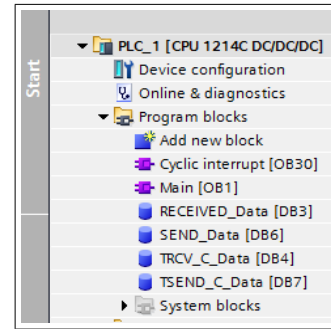 Start
PLC_1 [CPU 1214C DC/DC/DC]
Device configuration
Online & diagnostics
Program blocks
Add new block
Cyclic interrupt [OB30]
Main [OB1]
RECEIVED_Data [DB3]
SEND_Data [DB6]
TRCV_C_Data [DB4]
TSEND_C_Data [DB7]
System blocks